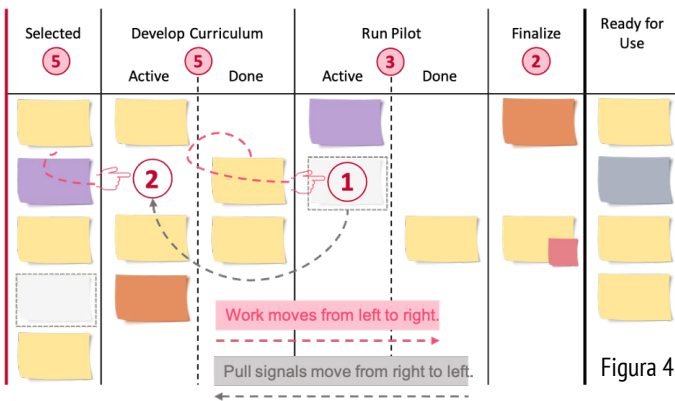 Selected
Develop Curriculum
Run Pilot
Finalize
Ready for
Use
5
5
3
2
Active
Done
Active
Done
2
1
Work moves from left to right.
Pull signals move from right to left.
Figura 4